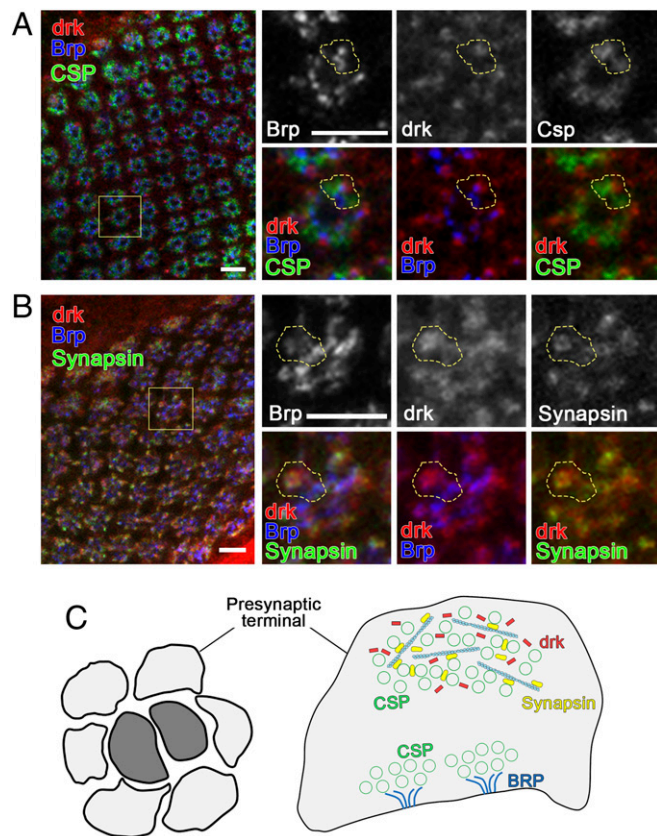 A
drk
Brp
CSP
Brp
drk
Csp
drk
Brp
CSP
drk
Brp
drk
CSP
B
drk
Brp
Synapsin
Brp
drk
Synapsin
drk
Brp
Synapsin
drk
Brp
drk
Synapsin
C
Presynaptic
terminal
drk
CSP
Synapsin
CSP
BRP